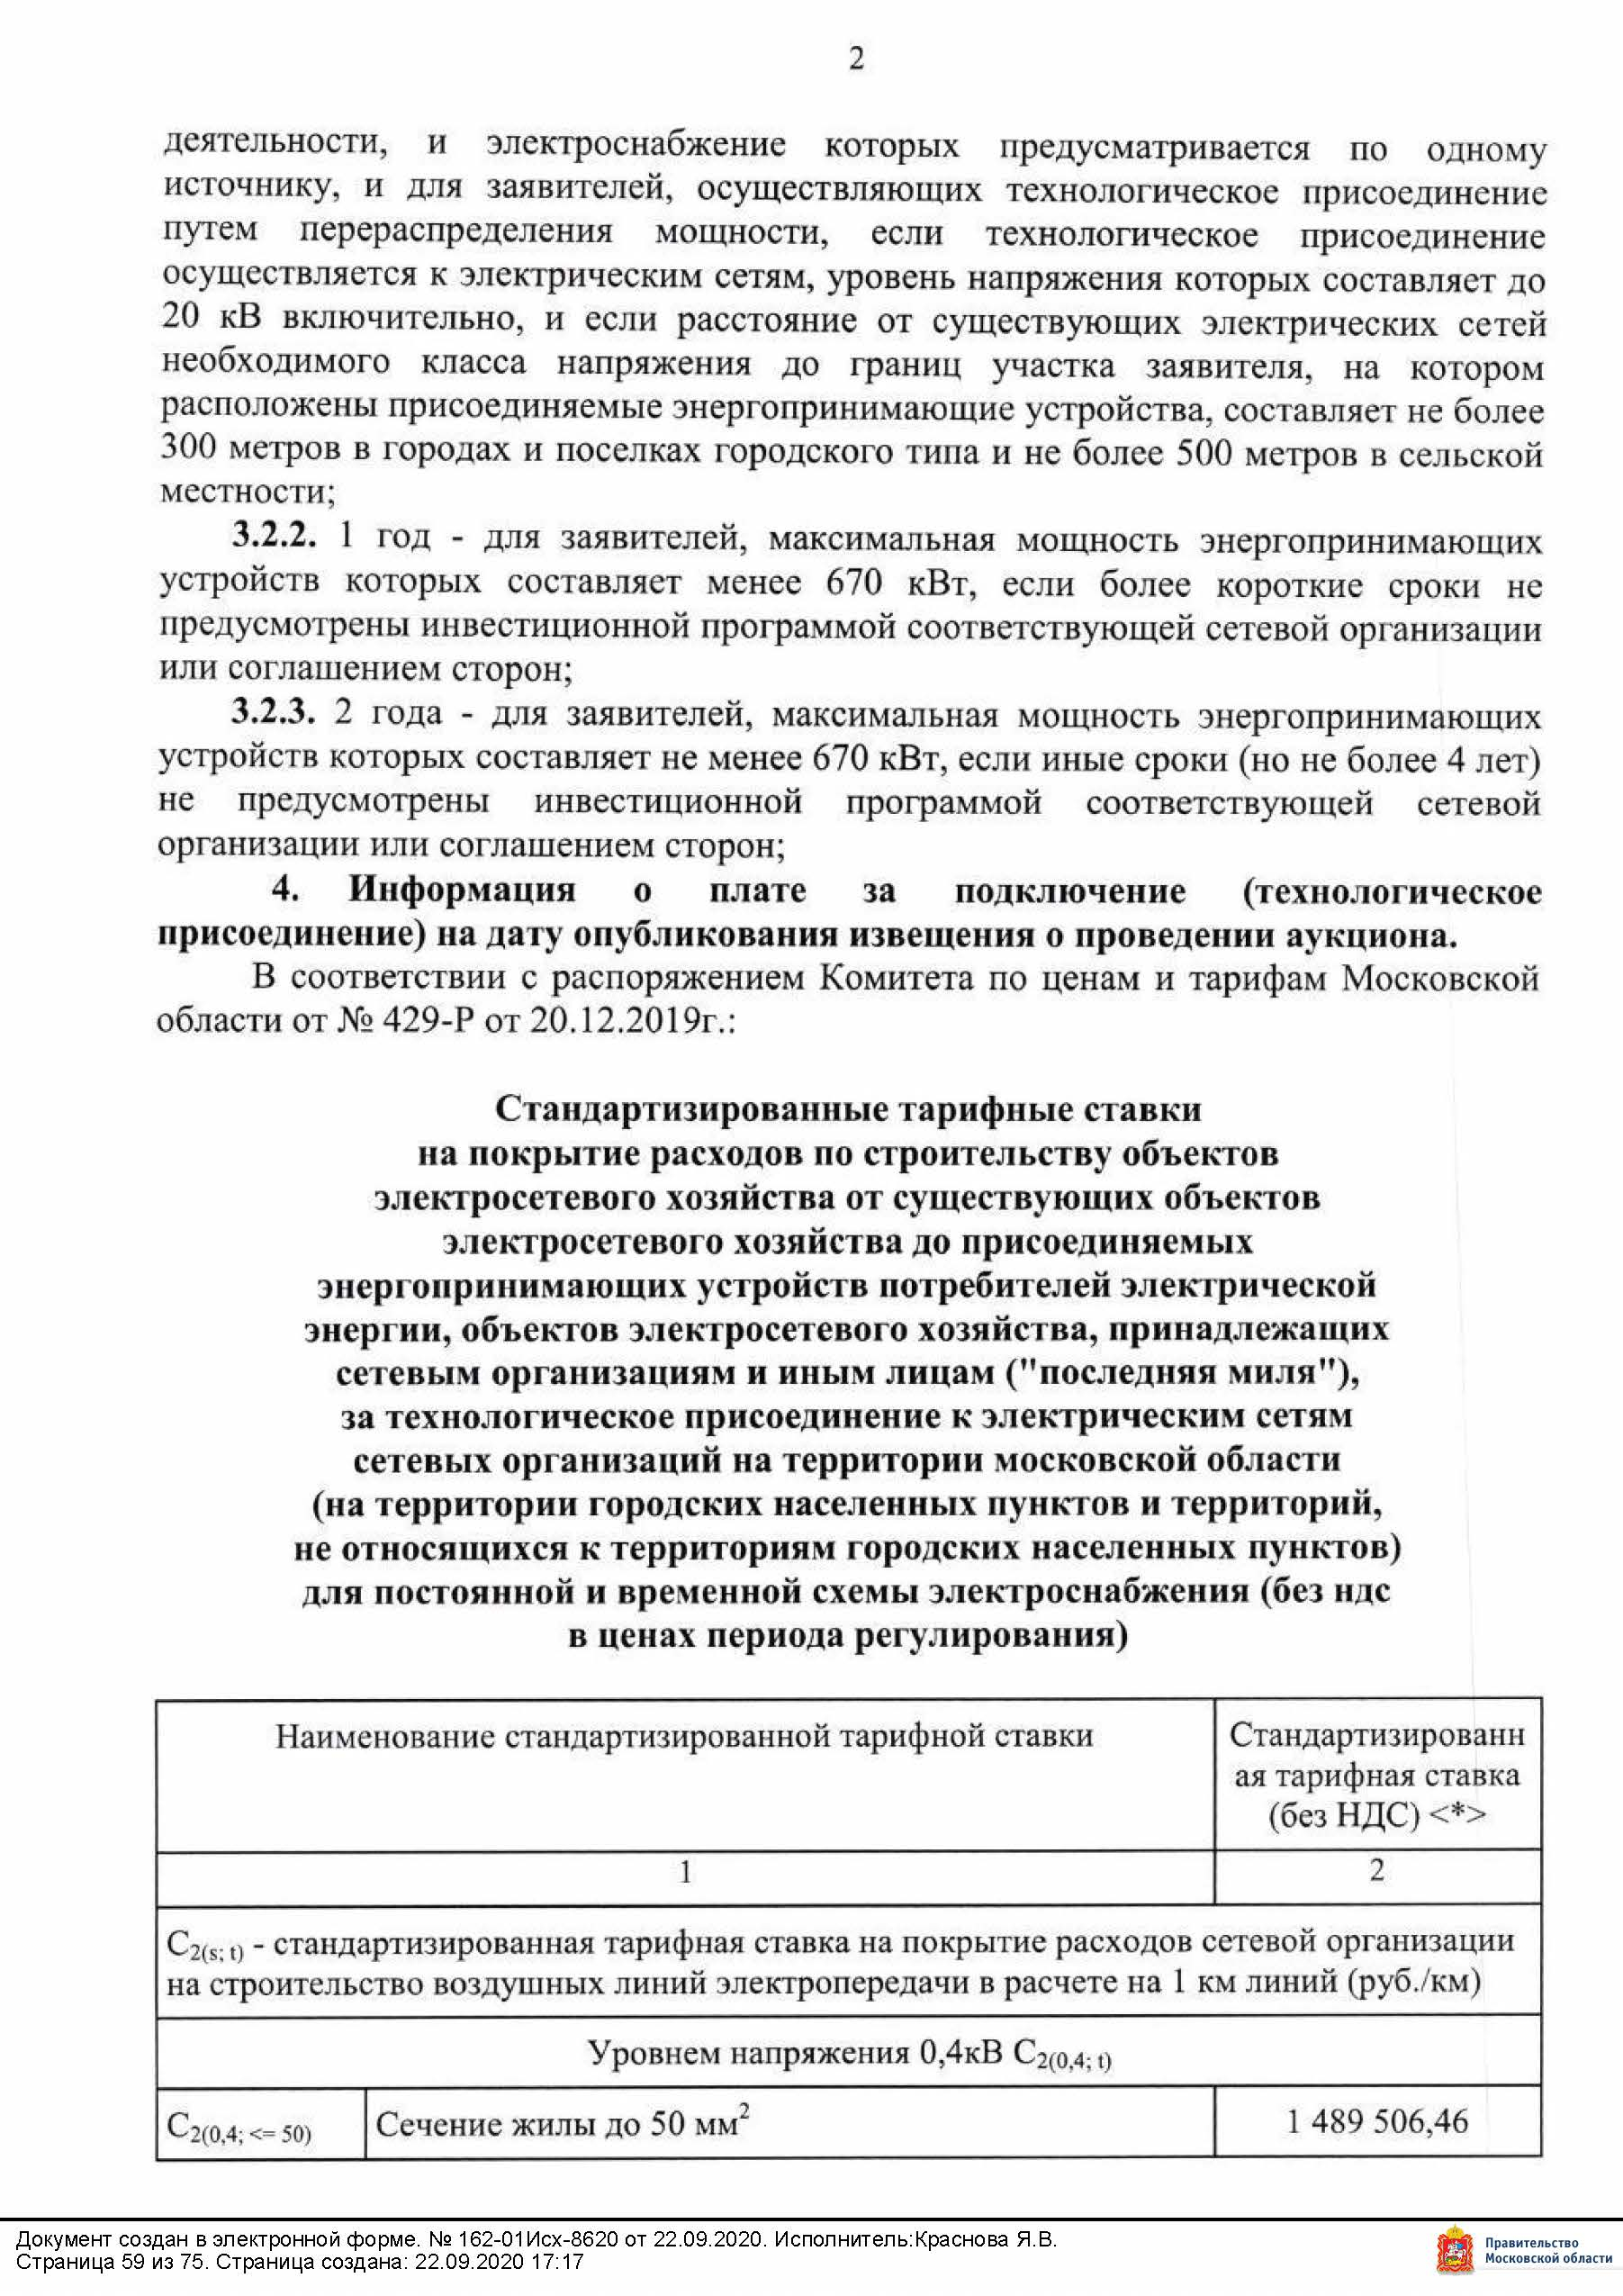 2
деятельности, и электроснабжение которых предусматривается по одному
источнику, и для заявителей, осуществляющих технологическое присоединение
путем перераспределения мощности, если технологическое присоединение
осуществляется к электрическим сетям, уровень напряжения которых составляет до
20 кВ включительно, и если расстояние от существующих электрических сетей
необходимого класса напряжения до границ участка заявителя, на котором
расположены присоединяемые энергопринимающие устройства, составляет не более
300 метров в городах и поселках городского типа и не более 500 метров в сельской
местности;
3.2.2. 1 год - для заявителей, максимальная мощность энергопринимающих
устройств которых составляет менее 670 кВт, если более короткие сроки не
предусмотрены инвестиционной программой соответствующей сетевой организации
или соглашением сторон;
3.2.3. 2 года - для заявителей, максимальная мощность энергопринимающих
устройств которых составляет не менее 670 кВт, если иные сроки (но не более 4 лет)
не предусмотрены инвестиционной программой соответствующей сетевой
организации или соглашением сторон;
4. Информация о плате за подключение (технологическое
присоединение) на дату опубликования извещения о проведении аукциона.
В соответствии с распоряжением Комитета по ценам и тарифам Московской
области от № 429-Р от 20.12.2019г.:
Стандартизированные тарифные ставки
на покрытие расходов по строительству объектов
электросетевого хозяйства от существующих объектов
электросетевого хозяйства до присоединяемых
энергопринимающих устройств потребителей электрической
энергии, объектов электросетевого хозяйства, принадлежащих
сетевым организациям и иным лицам ("последняя миля"),
за технологическое присоединение к электрическим сетям
сетевых организаций на территории московской области
(на территории городских населенных пунктов и территорий,
не относящихся к территориям городских населенных пунктов)
для постоянной и временной схемы электроснабжения (без ндс
в ценах периода регулирования)
Наименование стандартизированной тарифной ставки
Стандартизированн
ая тарифная ставка
(без НДС) <*>
1
2
C2(s; t) - стандартизированная тарифная ставка на покрытие расходов сетевой организации
на строительство воздушных линий электропередачи в расчете на 1 км линий (руб./км)
Уровнем напряжения 0,4кВ C2(0,4; t)
C2(0,4; <= 50)
Сечение жилы до 50 мм2
1 489 506,46
Документ создан в электронной форме. № 162-01Исх-8620 от 22.09.2020. Исполнитель:Краснова Я.В.
Страница 59 из 75. Страница создана: 22.09.2020 17:17
Правительство
Московской области